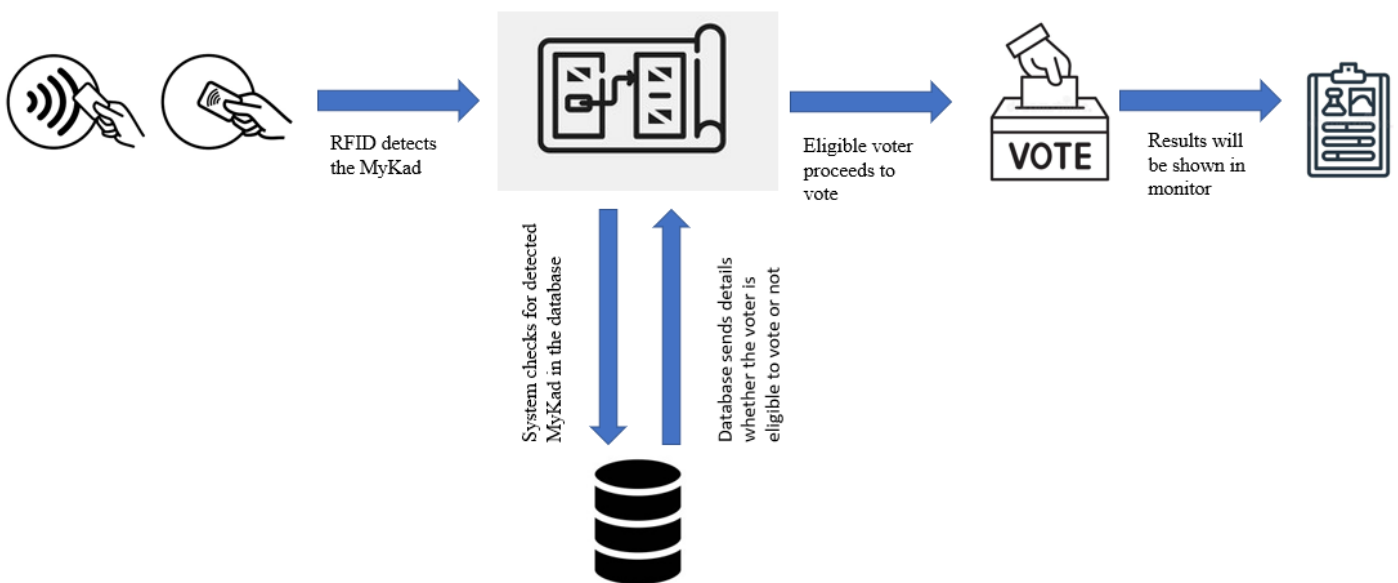 RFID detects
the MyKad
Eligible voter
proceeds to
vote
VOTE
Results will
be shown in
monitor
System checks for detected
MyKad in the database
Database sends details
whether the voter is
eligible to vote or not